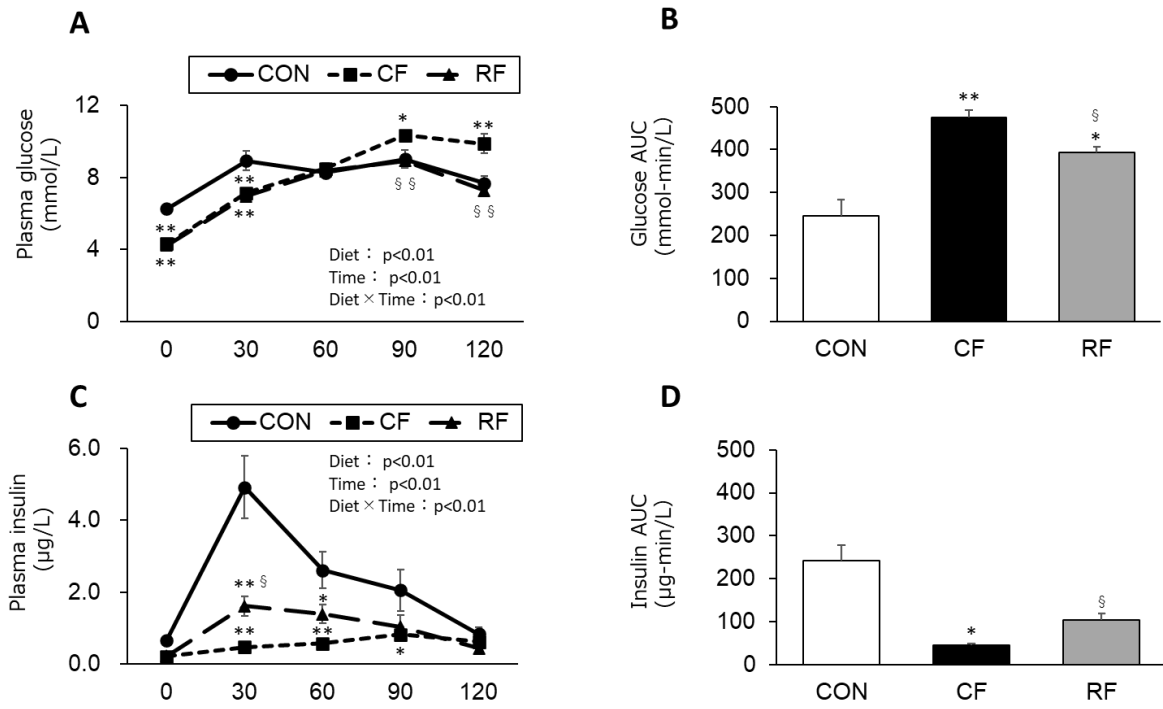 A
CON CF RF
Plasma glucose
(mmol/L)
12
8
4
0
*
**
**
**
**
**
§ §
§ §
Diet： p<0.01
Time： p<0.01
Diet×Time：p<0.01
0 30 60 90 120
B
Glucose AUC
(mmol-min/L)
500
400
300
200
100
0
**
§
*
CON CF RF
C
CON CF RF
Plasma insulin
(μg/L)
6.0
4.0
2.0
0.0
Diet： p<0.01
Time： p<0.01
Diet×Time：p<0.01
** §
*
**
**
*
0 30 60 90 120
D
Insulin AUC
(μg-min/L)
500
400
300
200
100
0
*
§
CON CF RF